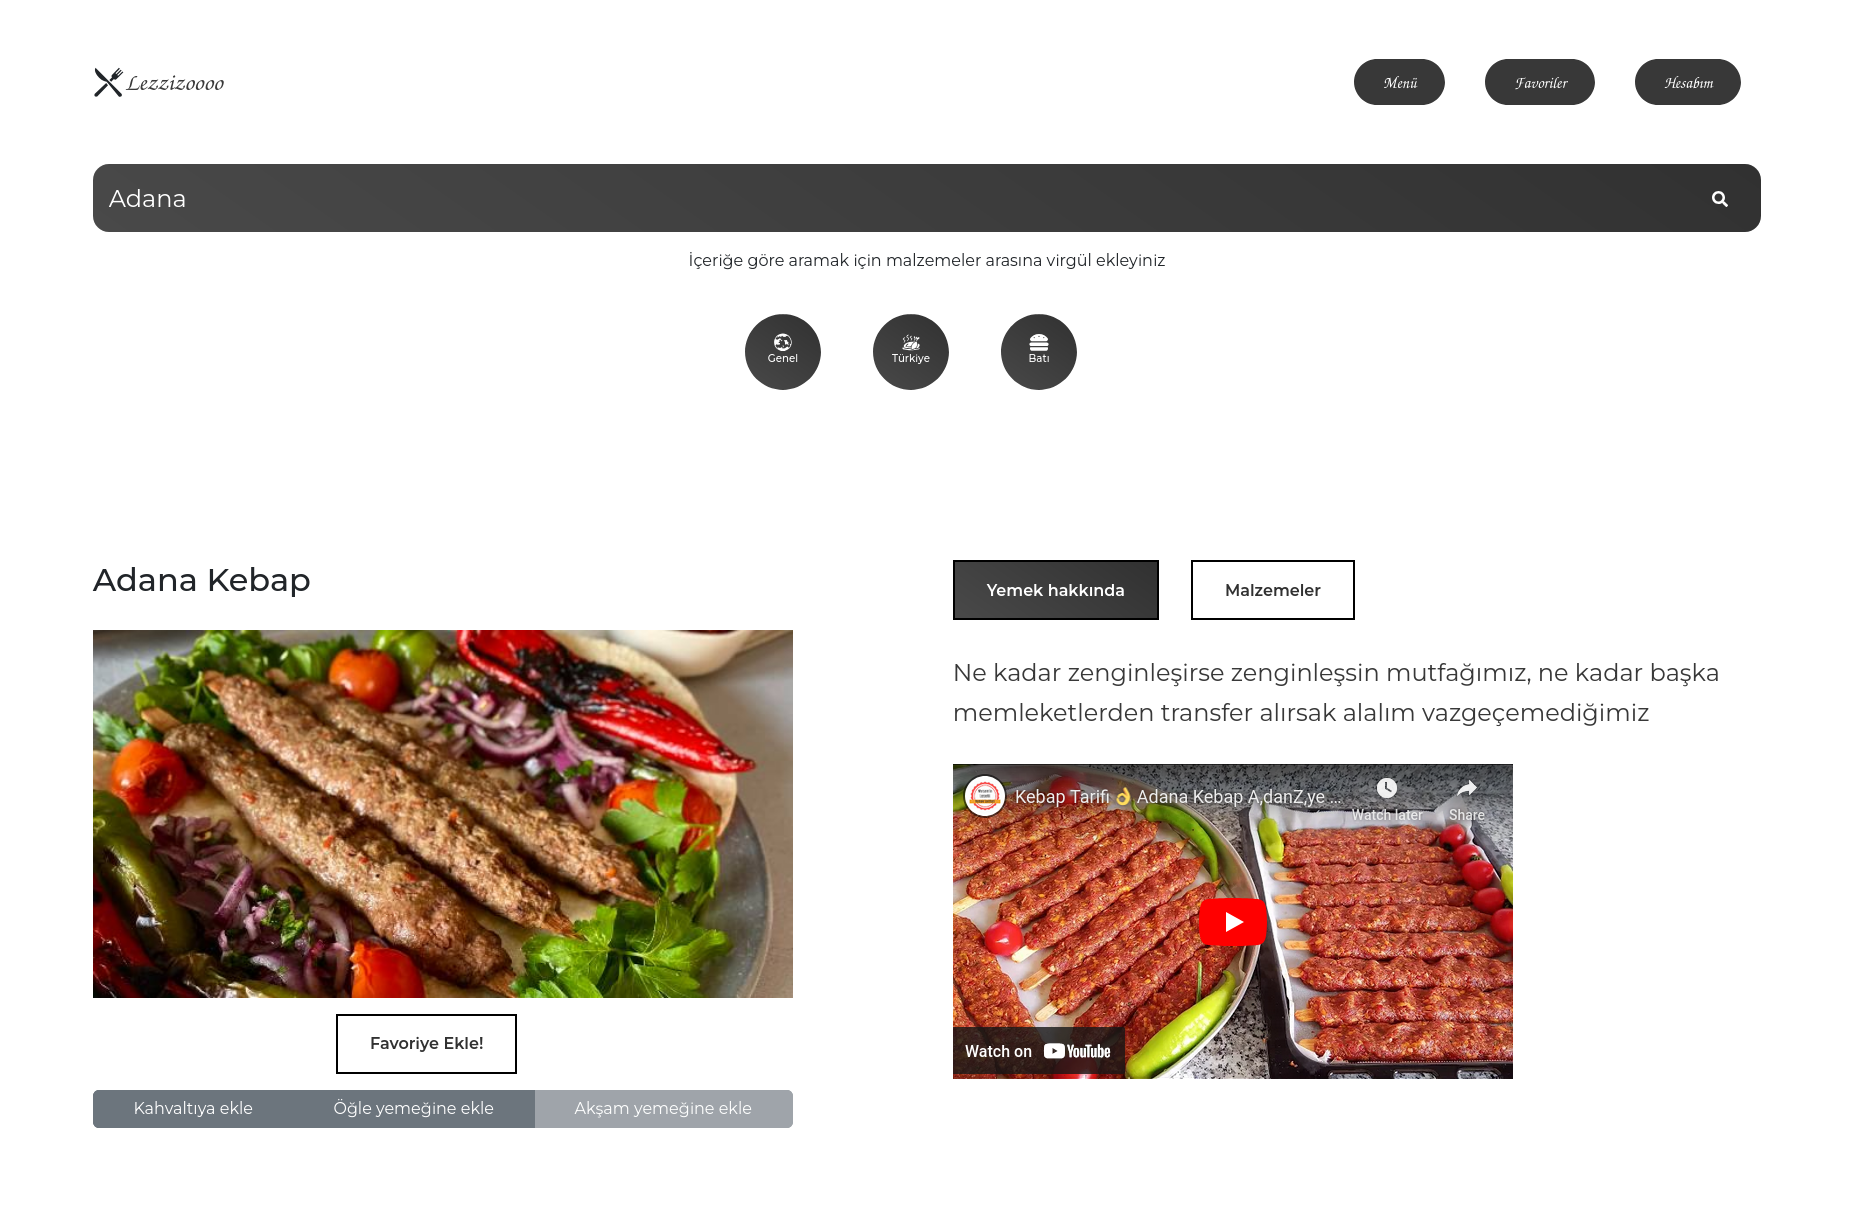 Lezzizoooo
Menü
Favoriler
Hesabım
Adana
İçeriğe göre aramak için malzemeler arasına virgül ekleyiniz
Genel
Türkiye
Batı
Adana Kebap
Favoriye Ekle!
Kahvaltıya ekle
Öğle yemeğine ekle
Akşam yemeğine ekle
Yemek hakkında
Malzemeler
Ne kadar zenginleşirse zenginleşsin mutfağımız, ne kadar başka
memleketlerden transfer alırsak alalım vazgeçemediğimiz
Kebap Tarifi👌Adana Kebap A,danZ,ye ...
Watch later
Share
Watch on YouTube